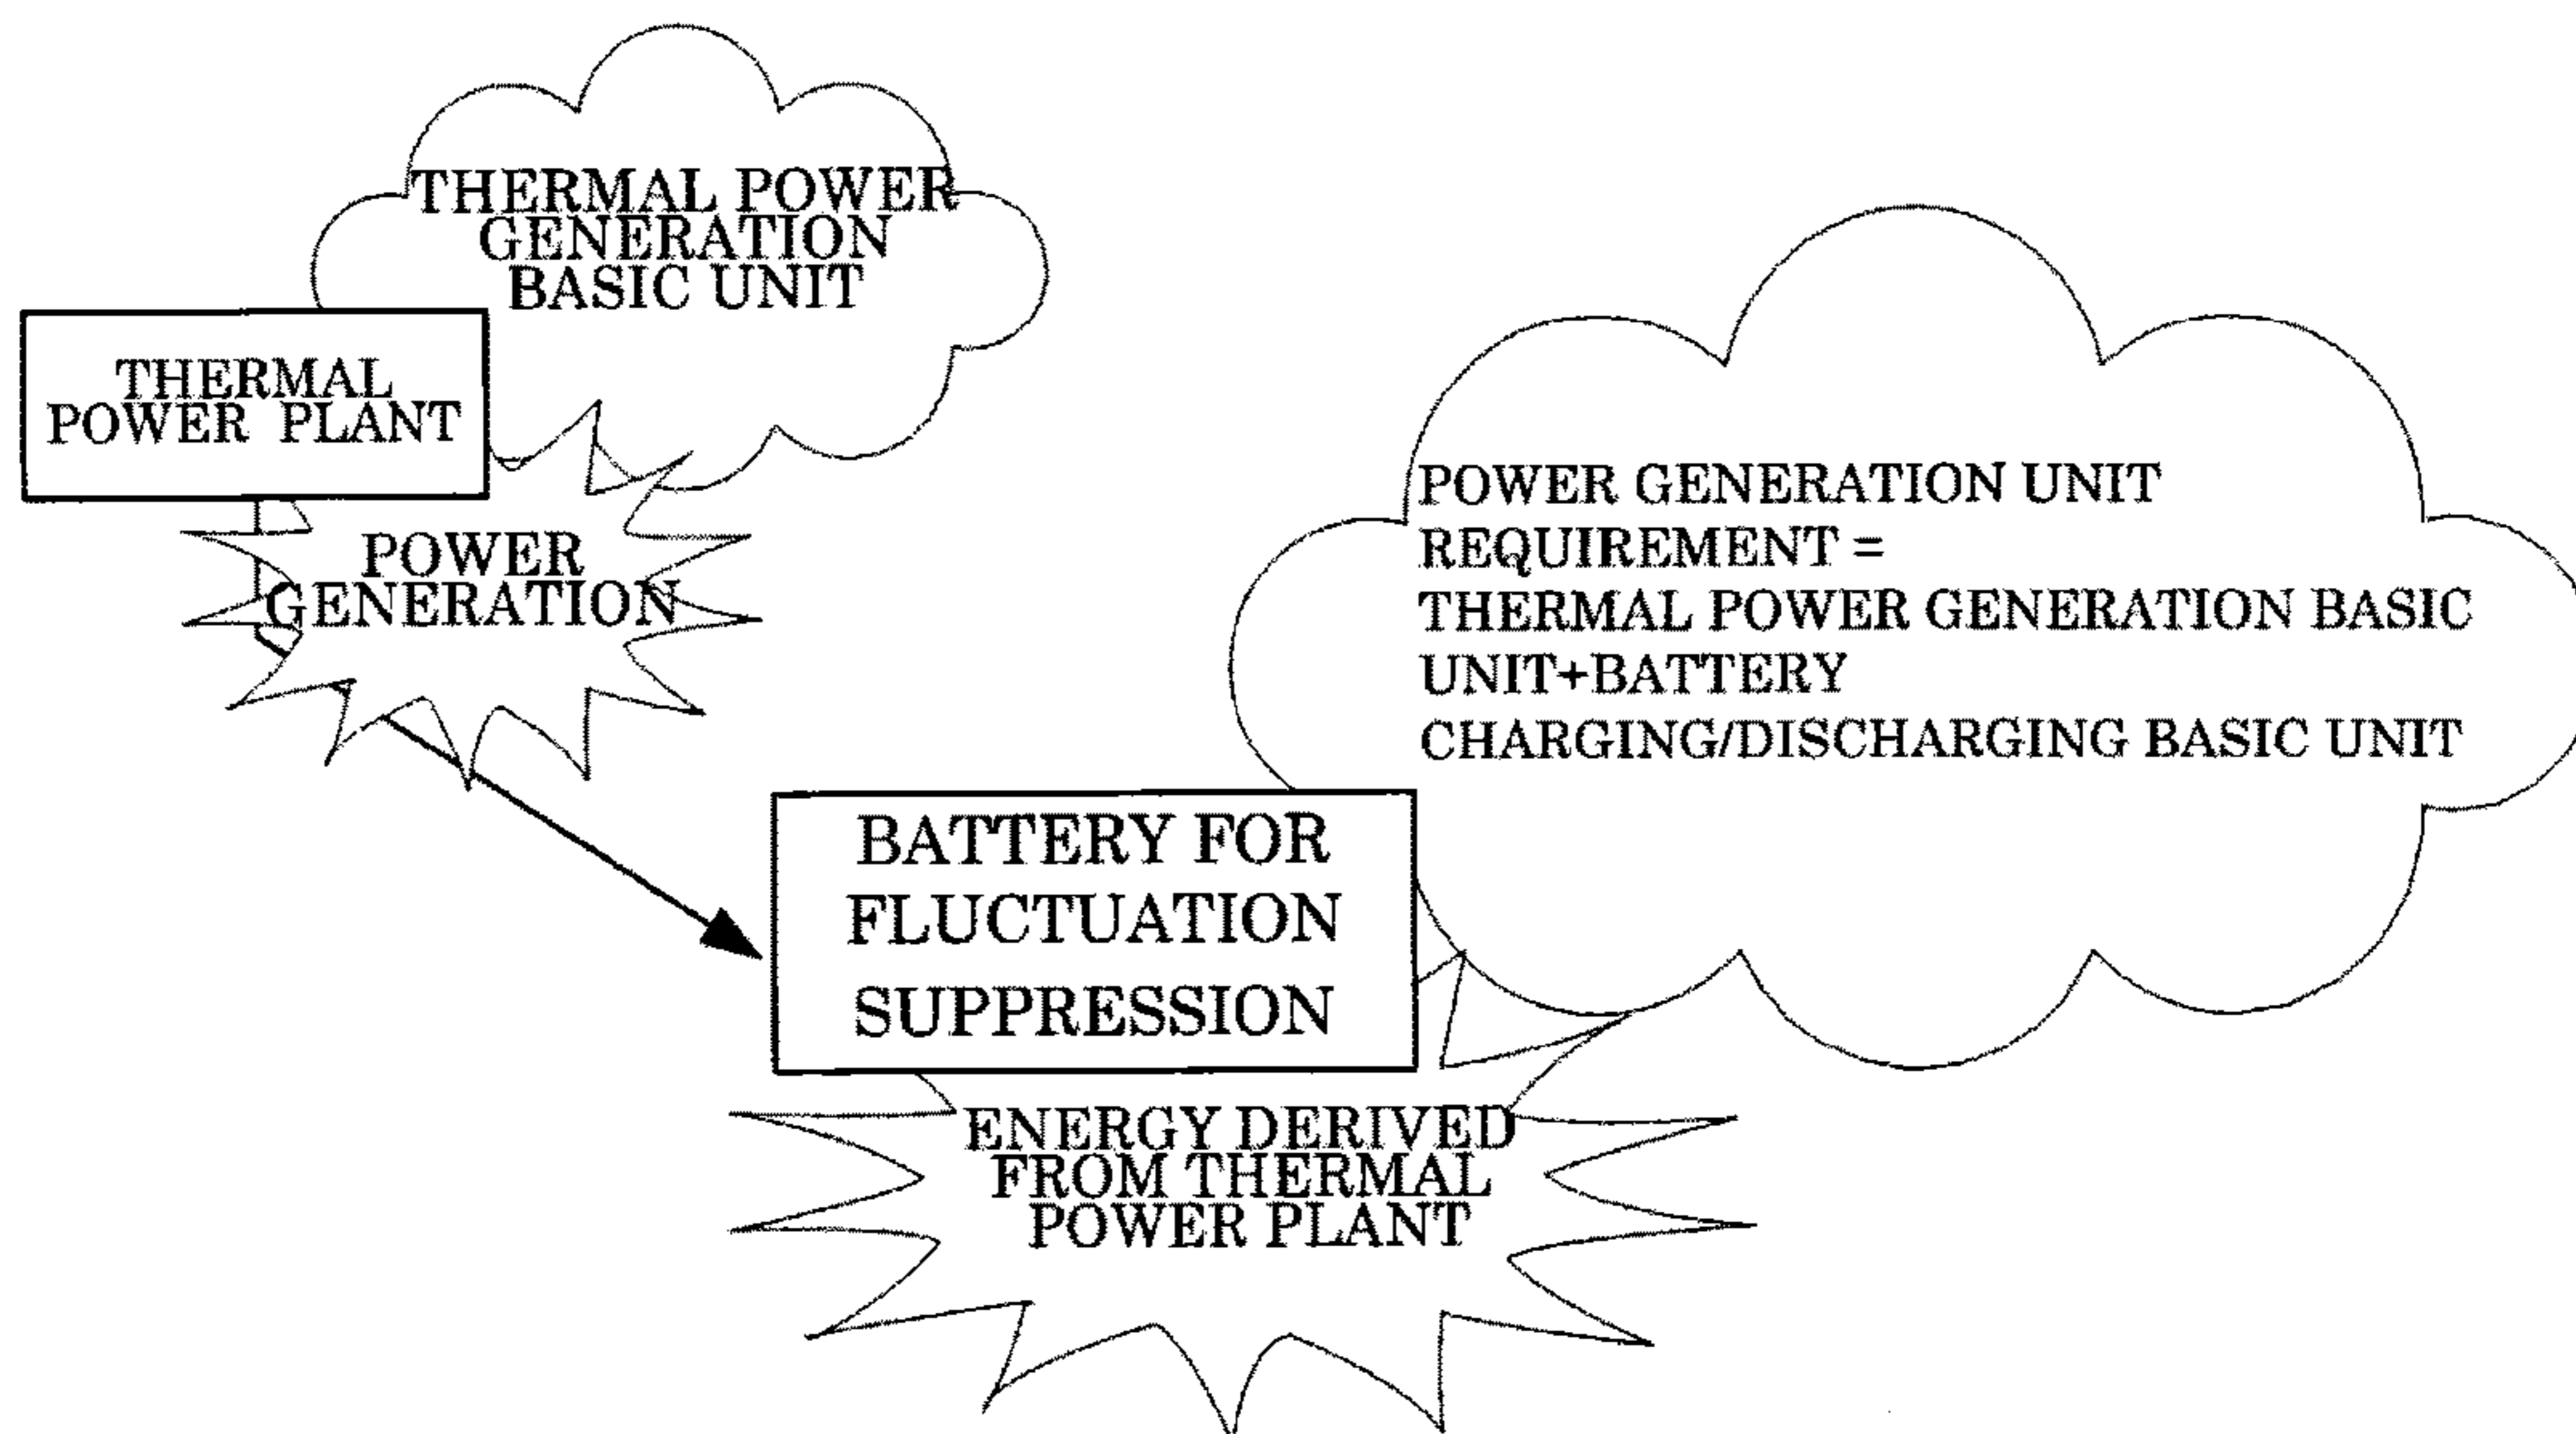 THERMAL POWER
GENERATION
BASIC UNIT
THERMAL
POWER PLANT
POWER
GENERATION
POWER GENERATION UNIT
REQUIREMENT =
THERMAL POWER GENERATION BASIC
UNIT+BATTERY
CHARGING/DISCHARGING BASIC UNIT
BATTERY FOR
FLUCTUATION
SUPPRESSION
ENERGY DERIVED
FROM THERMAL
POWER PLANT